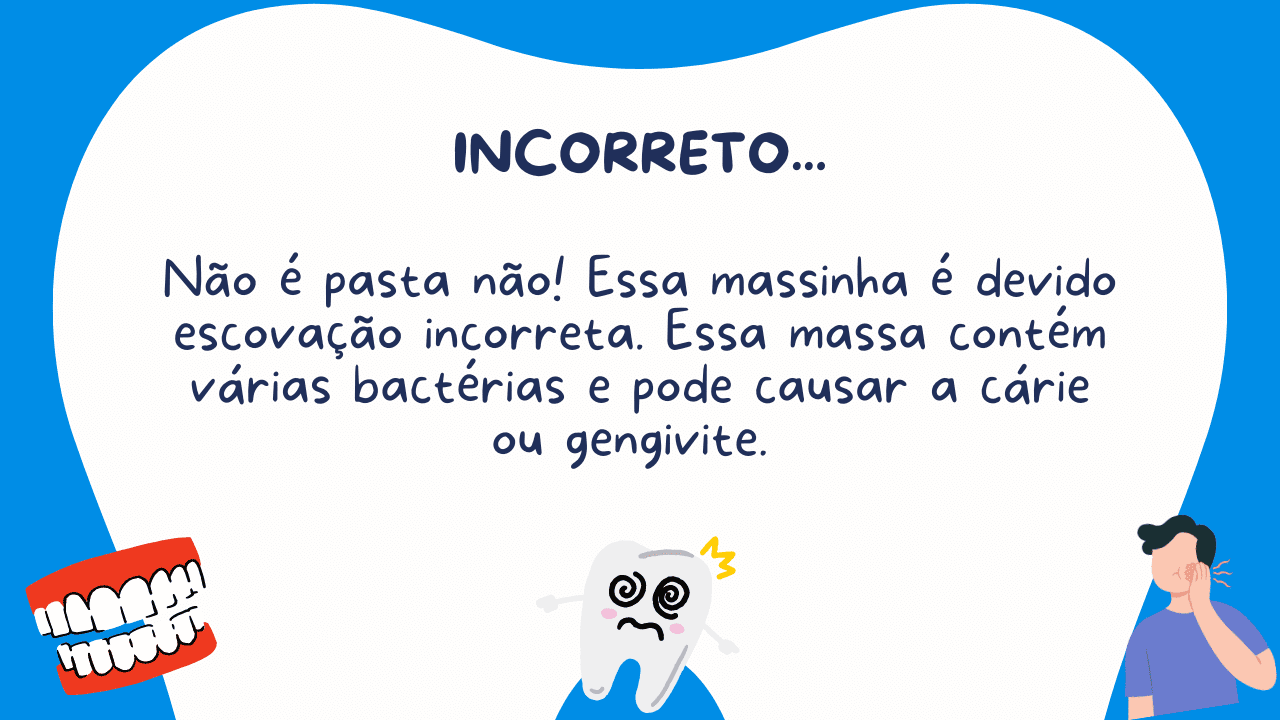 INCORRETO...
Não é pasta não! Essa massinha é devido
escovação incorreta. Essa massa contém
várias bactérias e pode causar a cárie
ou gengivite.